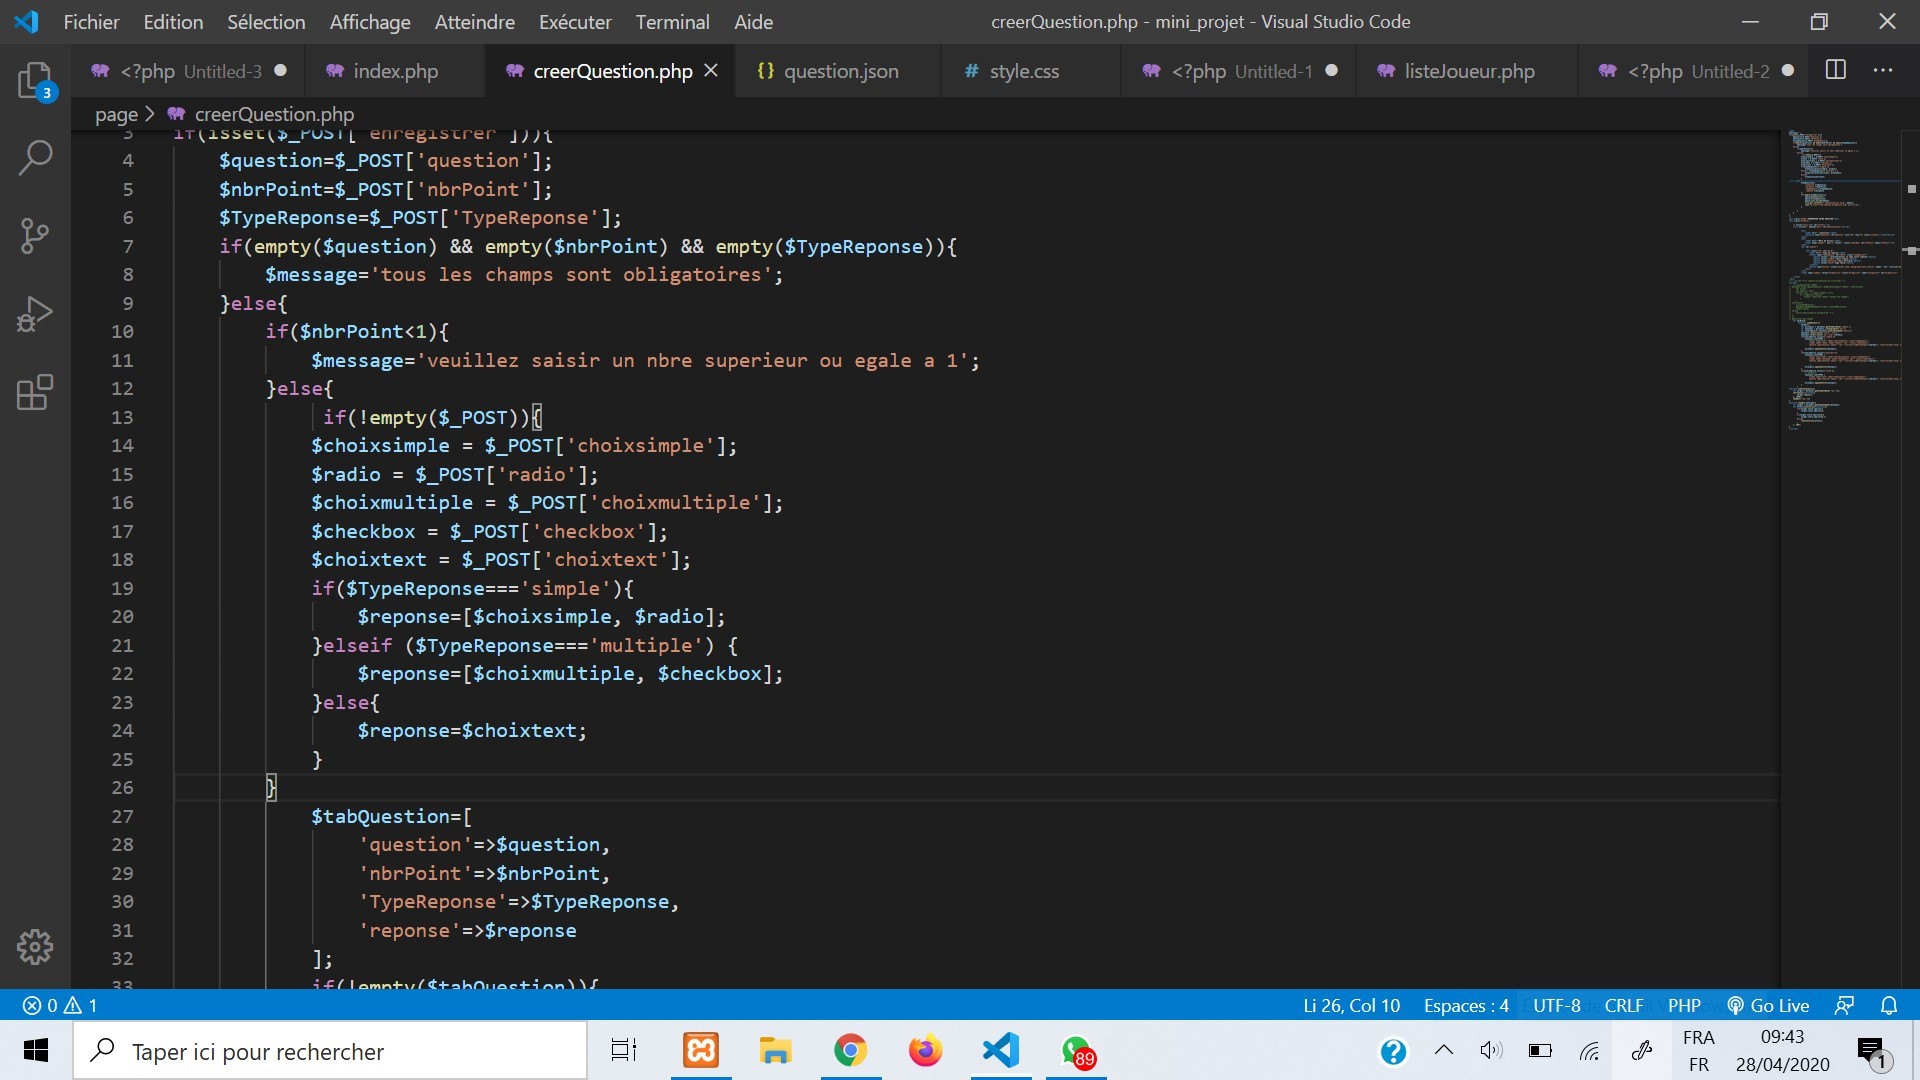 Fichier Edition Sélection Affichage Atteindre Exécuter Terminal Aide creerQuestion.php - mini_projet - Visual Studio Code
<?php Untitled-3 index.php creerQuestion.php question.json style.css <?php Untitled-1 listeJoueur.php <?php Untitled-2
3
page > creerQuestion.php
3 if(isset($_POST['enregistrer'])){
4 $question=$_POST['question'];
5 $nbrPoint=$_POST['nbrPoint'];
6 $TypeReponse=$_POST['TypeReponse'];
7 if(empty($question) && empty($nbrPoint) && empty($TypeReponse)){
8 $message='tous les champs sont obligatoires';
9 }else{
10 if($nbrPoint<1){
11 $message='veuillez saisir un nbre superieur ou egale a 1';
12 }else{
13 if(!empty($_POST)){
14 $choixsimple = $_POST['choixsimple'];
15 $radio = $_POST['radio'];
16 $choixmultiple = $_POST['choixmultiple'];
17 $checkbox = $_POST['checkbox'];
18 $choixtext = $_POST['choixtext'];
19 if($TypeReponse==='simple'){
20 $reponse=[$choixsimple, $radio];
21 }elseif ($TypeReponse==='multiple') {
22 $reponse=[$choixmultiple, $checkbox];
23 }else{
24 $reponse=$choixtext;
25 }
26 }
27 $tabQuestion=[
28 'question'=>$question,
29 'nbrPoint'=>$nbrPoint,
30 'TypeReponse'=>$TypeReponse,
31 'reponse'=>$reponse
32 ];
33 if(!empty($tabQuestion)){
0 1 Li 26, Col 10 Espaces : 4 UTF-8 CRLF PHP Go Live
Taper ici pour rechercher 89 FRA 09:43
FR 28/04/2020 1